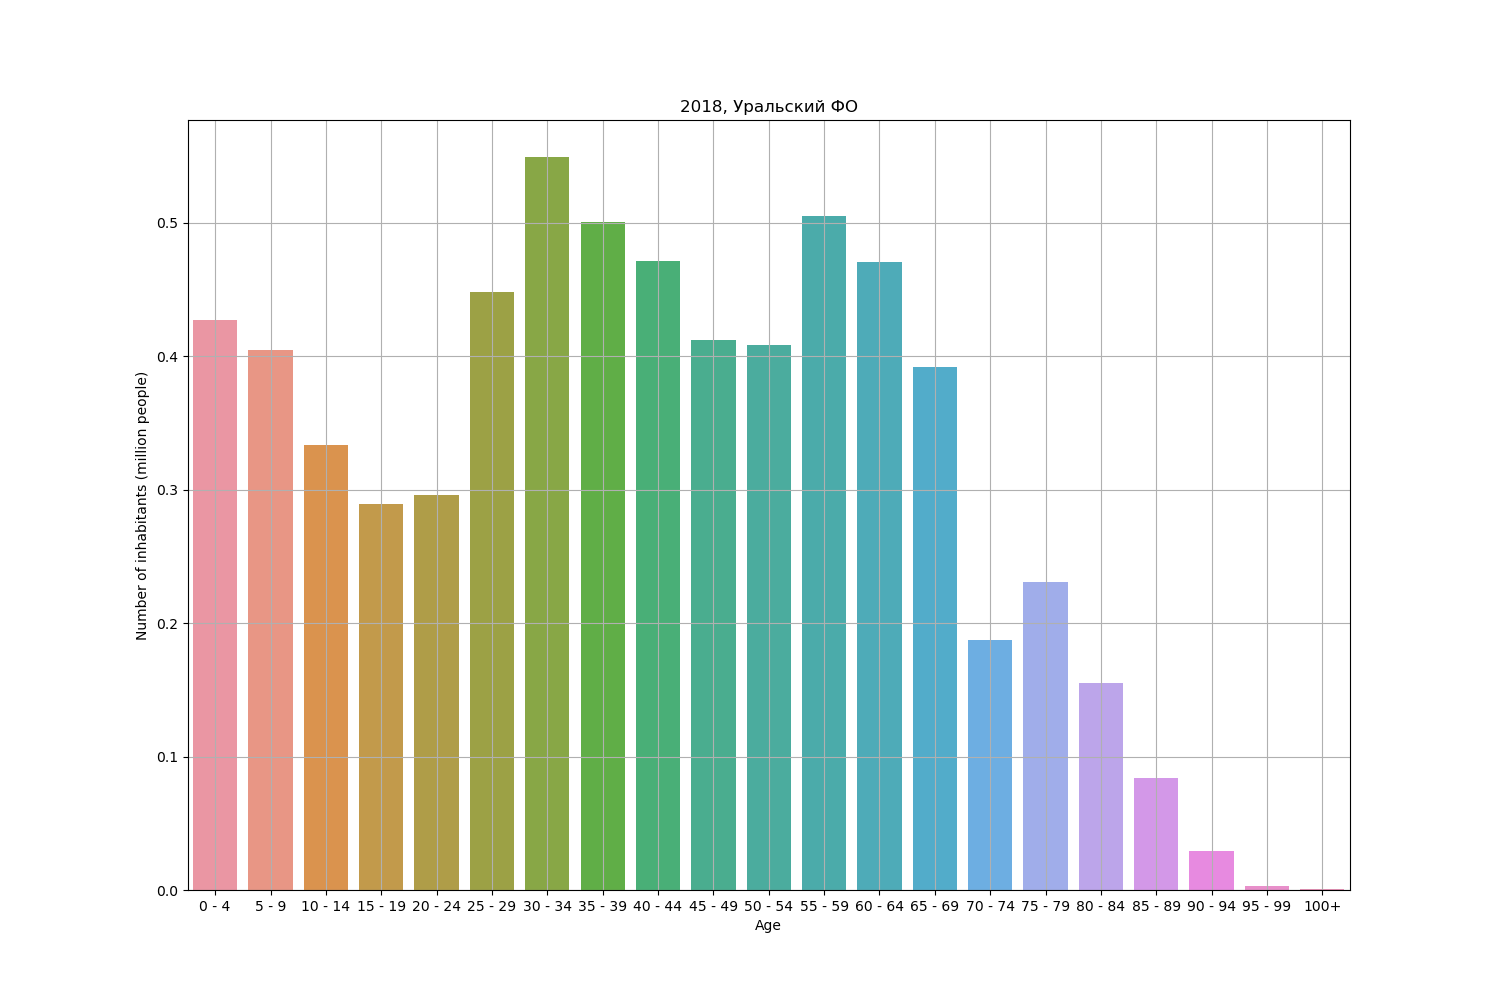 2018, Уральский ФО
Number of inhabitants (million people)
0.5
0.4
0.3
0.2
0.1
0.0
0 - 4 5 - 9 10 - 14 15 - 19 20 - 24 25 - 29 30 - 34 35 - 39 40 - 44 45 - 49 50 - 54 55 - 59 60 - 64 65 - 69 70 - 74 75 - 79 80 - 84 85 - 89 90 - 94 95 - 99 100+
Age